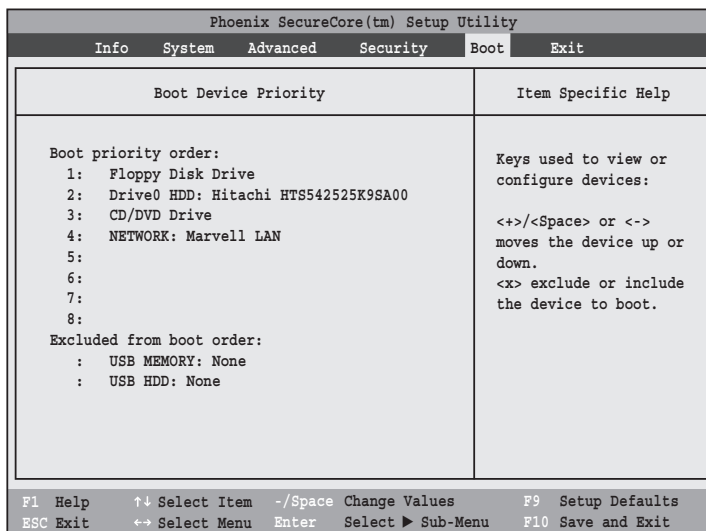 Phoenix SecureCore(tm) Setup Utility
Info System Advanced Security Boot Exit
Boot Device Priority
Boot priority order:
1: Floppy Disk Drive
2: Drive0 HDD: Hitachi HTS542525K9SA00
3: CD/DVD Drive
4: NETWORK: Marvell LAN
5:
6:
7:
8:
Excluded from boot order:
: USB MEMORY: None
: USB HDD: None
Item Specific Help
Keys used to view or
configure devices:
<+>/<Space> or <->
moves the device up or
down.
<x> exclude or include
the device to boot.
F1 Help ↑↓ Select Item -/Space Change Values F9 Setup Defaults
ESC Exit ↔ Select Menu Enter Select ▶ Sub-Menu F10 Save and Exit